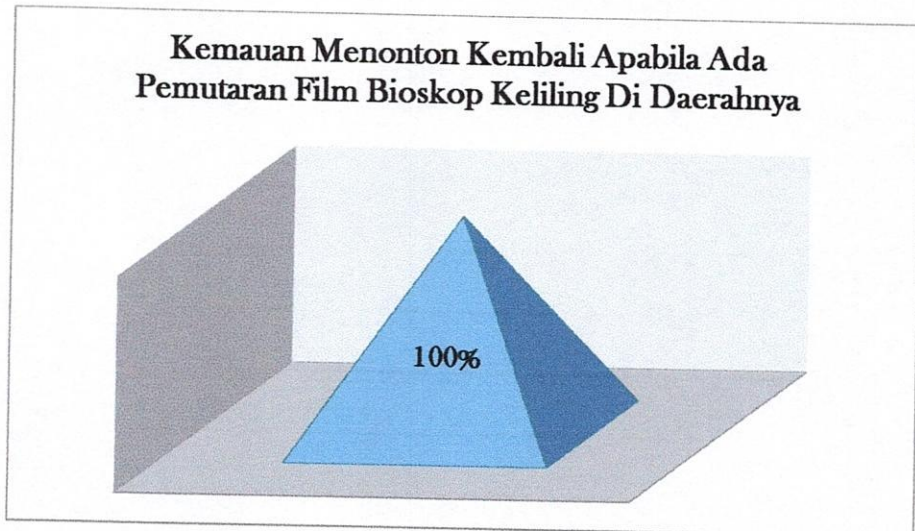 Kemauan Menonton Kembali Apabila Ada
Pemutaran Film Bioskop Keliling Di Daerahnya
100%